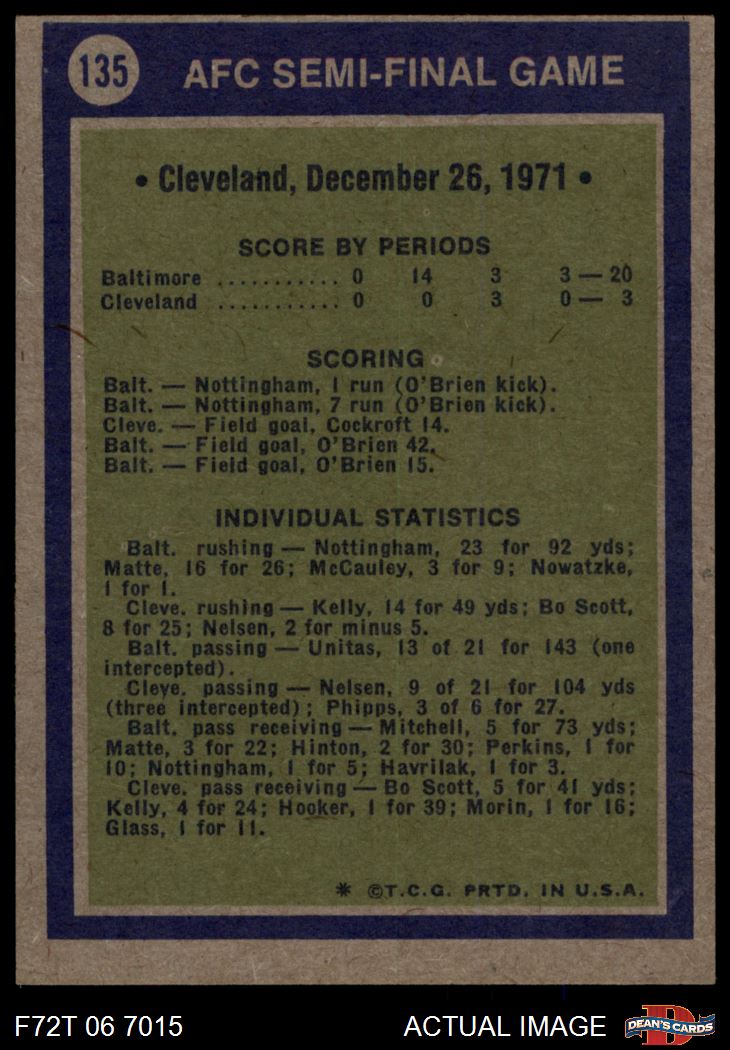 135 AFC SEMI-FINAL GAME
• Cleveland, December 26, 1971 •
SCORE BY PERIODS
Baltimore ........... 0 14 3 3 — 20
Cleveland ........... 0 0 3 0 — 3
SCORING
Balt. — Nottingham, 1 run (O'Brien kick).
Balt. — Nottingham, 7 run (O'Brien kick).
Cleve. — Field goal, Cockroft 14.
Balt. — Field goal, O'Brien 42.
Balt. — Field goal, O'Brien 15.
INDIVIDUAL STATISTICS
Balt. rushing — Nottingham, 23 for 92 yds;
Matte, 16 for 26; McCauley, 3 for 9; Nowatzke,
1 for 1.
Cleve. rushing — Kelly, 14 for 49 yds; Bo Scott,
8 for 25; Nelsen, 2 for minus 5.
Balt. passing — Unitas, 13 of 21 for 143 (one
intercepted).
Cleve. passing — Nelsen, 9 of 21 for 104 yds
(three intercepted); Phipps, 3 of 6 for 27.
Balt. pass receiving — Mitchell, 5 for 73 yds;
Matte, 3 for 22; Hinton, 2 for 30; Perkins, 1 for
10; Nottingham, 1 for 5; Havrilak, 1 for 3.
Cleve. pass receiving — Bo Scott, 5 for 41 yds;
Kelly, 4 for 24; Hooker, 1 for 39; Morin, 1 for 16;
Glass, 1 for 11.
* ©T.C.G. PRTD. IN U.S.A.
F72T 06 7015 ACTUAL IMAGE D DEAN'S CARDS